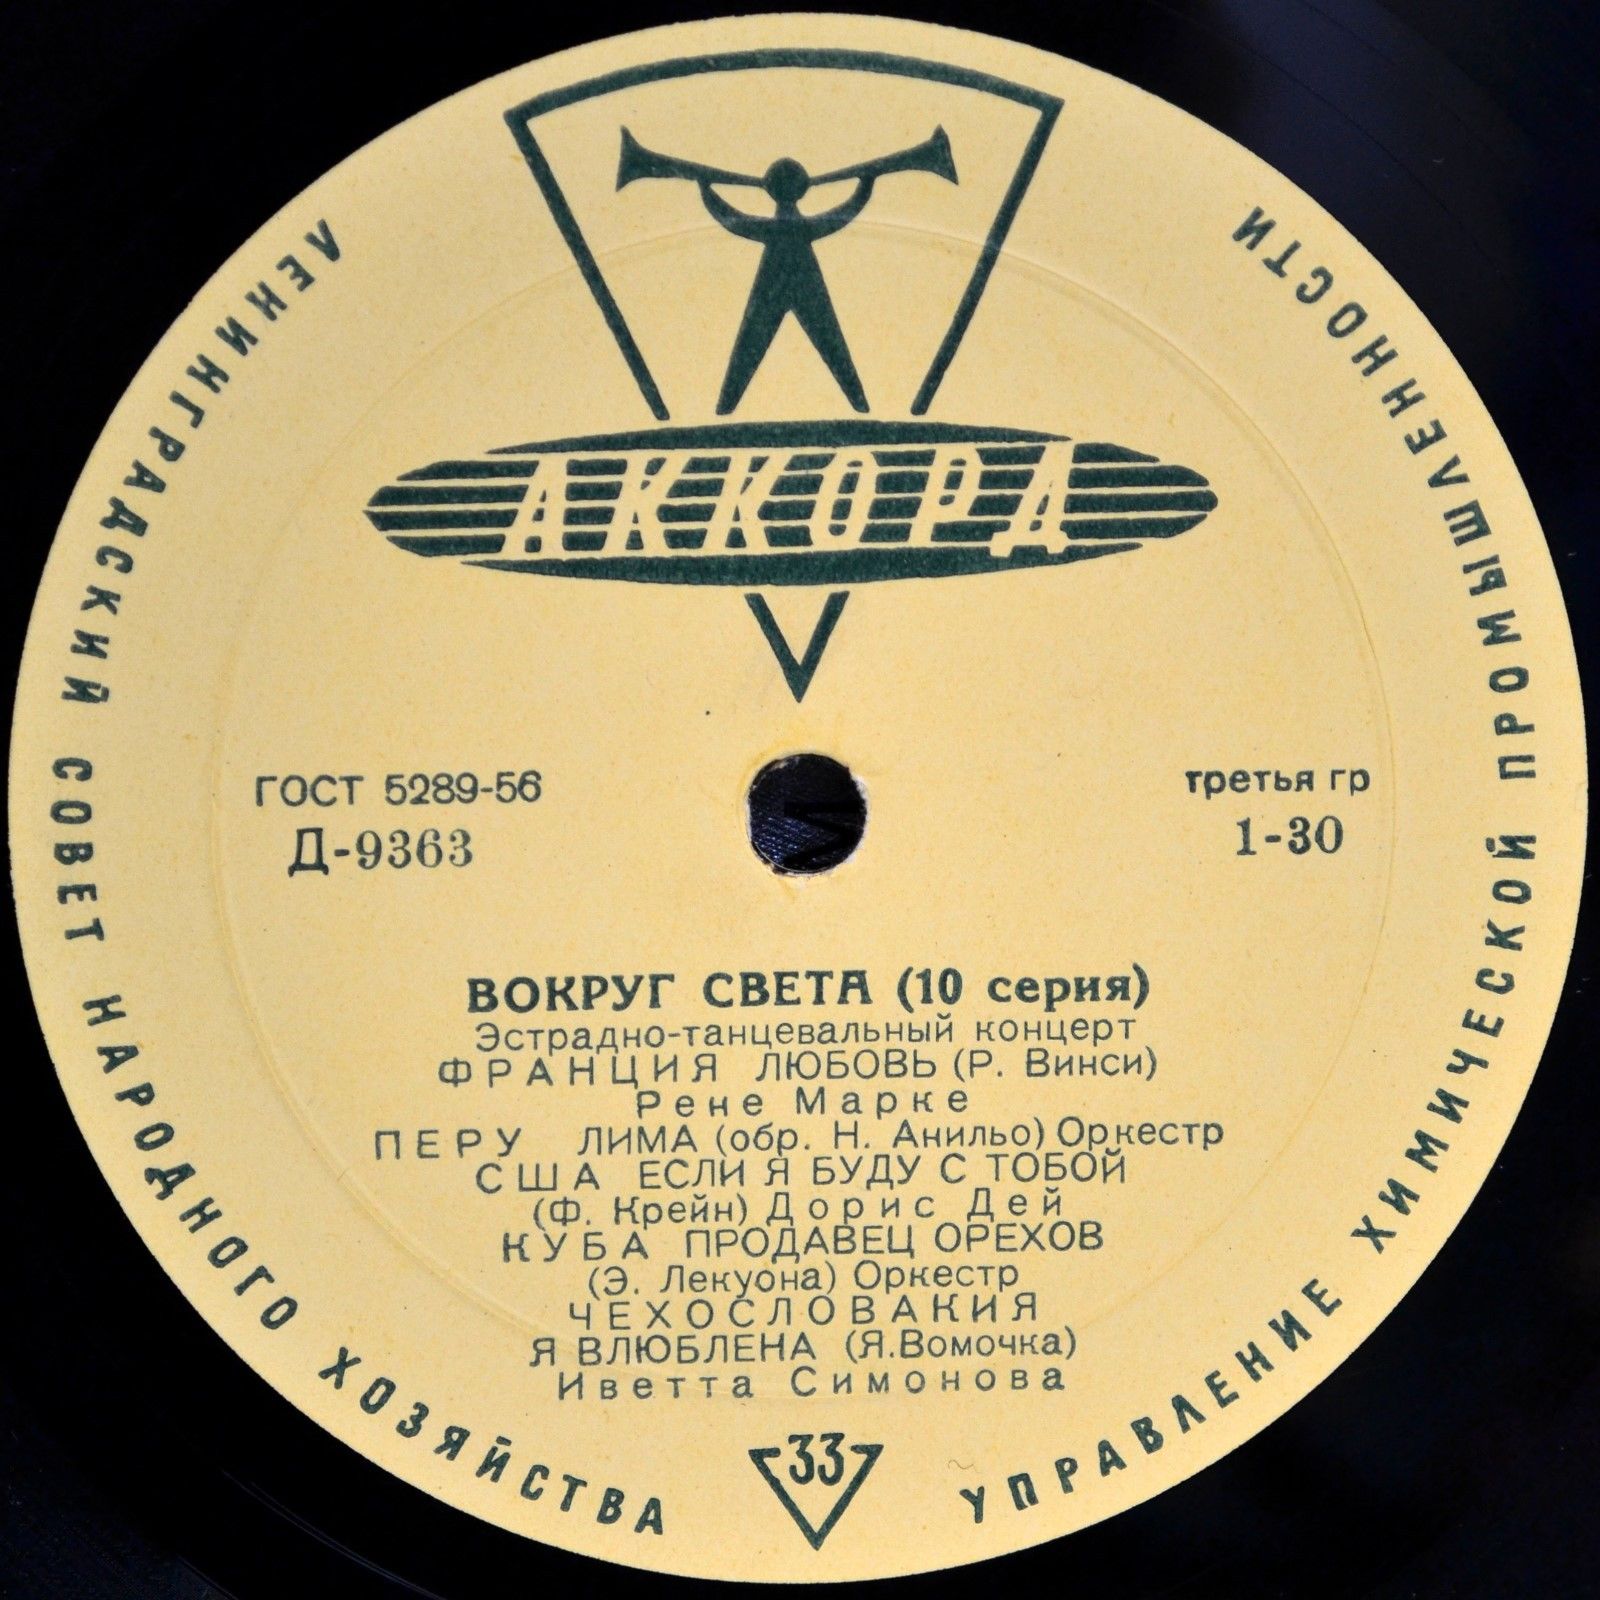 ЛЕНИНГРАДСКИЙ СОВЕТ НАРОДНОГО ХОЗЯЙСТВА
УПРАВЛЕНИЕ ХИМИЧЕСКОЙ ПРОМЫШЛЕННОСТИ
АККОРД
ГОСТ 5289-56
Д-9363
третья гр
1-30
ВОКРУГ СВЕТА (10 серия)
Эстрадно-танцевальный концерт
ФРАНЦИЯ ЛЮБОВЬ (Р. Винси)
Рене Марке
ПЕРУ ЛИМА (обр. Н. Анильо) Оркестр
США ЕСЛИ Я БУДУ С ТОБОЙ
(Ф. Крейн) Дорис Дей
КУБА ПРОДАВЕЦ ОРЕХОВ
(Э. Лекуона) Оркестр
ЧЕХОСЛОВАКИЯ
Я ВЛЮБЛЕНА (Я.Вомочка)
Иветта Симонова
33